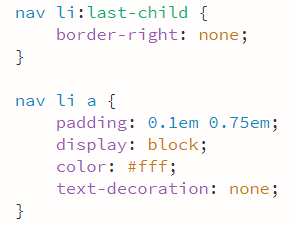 nav li:last-child {
    border-right: none;
}

nav li a {
    padding: 0.1em 0.75em;
    display: block;
    color: #fff;
    text-decoration: none;
}